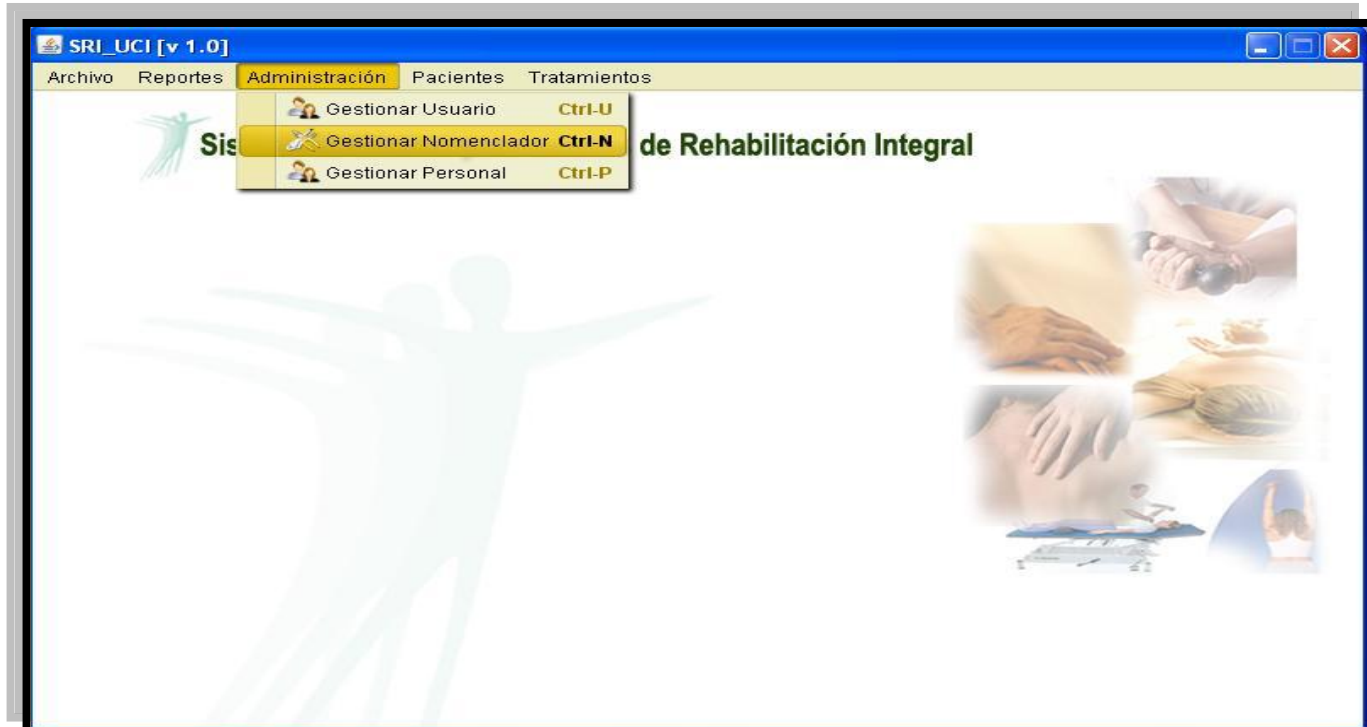 SRI_UCI [v 1.0]
Archivo Reportes Administración Pacientes Tratamientos
Gestionar Usuario Ctrl-U
Gestionar Nomenclador Ctrl-N
Gestionar Personal Ctrl-P
de Rehabilitación Integral